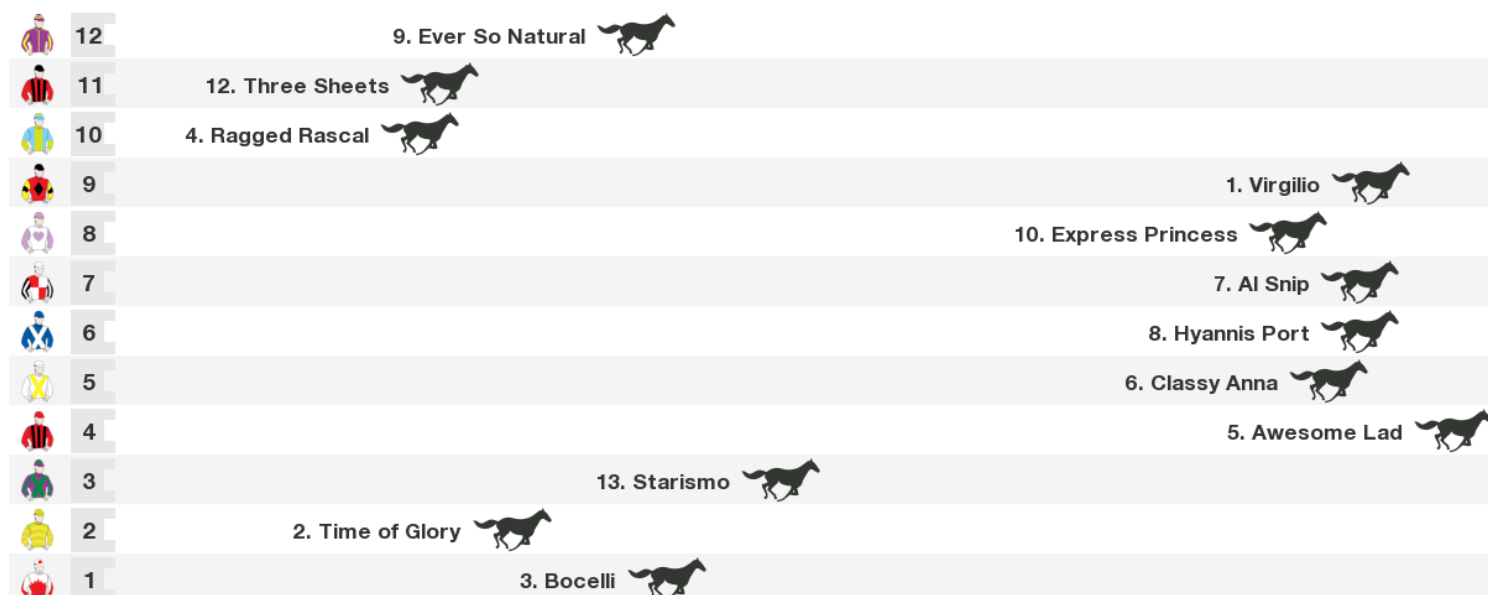 12 9. Ever So Natural
11 12. Three Sheets
10 4. Ragged Rascal
9 1. Virgilio
8 10. Express Princess
7 7. Al Snip
6 8. Hyannis Port
5 6. Classy Anna
4 5. Awesome Lad
3 13. Starismo
2 2. Time of Glory
1 3. Bocelli